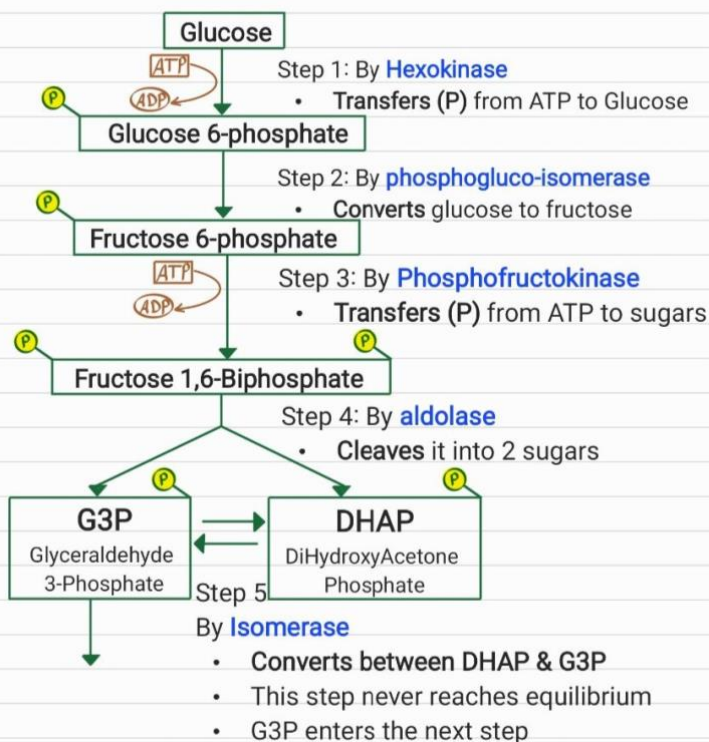 Glucose
ATP
ADP
Step 1: By Hexokinase
• Transfers (P) from ATP to Glucose
P
Glucose 6-phosphate
Step 2: By phosphogluco-isomerase
• Converts glucose to fructose
P
Fructose 6-phosphate
ATP
ADP
Step 3: By Phosphofructokinase
• Transfers (P) from ATP to sugars
P
P
Fructose 1,6-Biphosphate
Step 4: By aldolase
• Cleaves it into 2 sugars
P
P
G3P
Glyceraldehyde
3-Phosphate
DHAP
DiHydroxyAcetone
Phosphate
Step 5
By Isomerase
• Converts between DHAP & G3P
• This step never reaches equilibrium
• G3P enters the next step